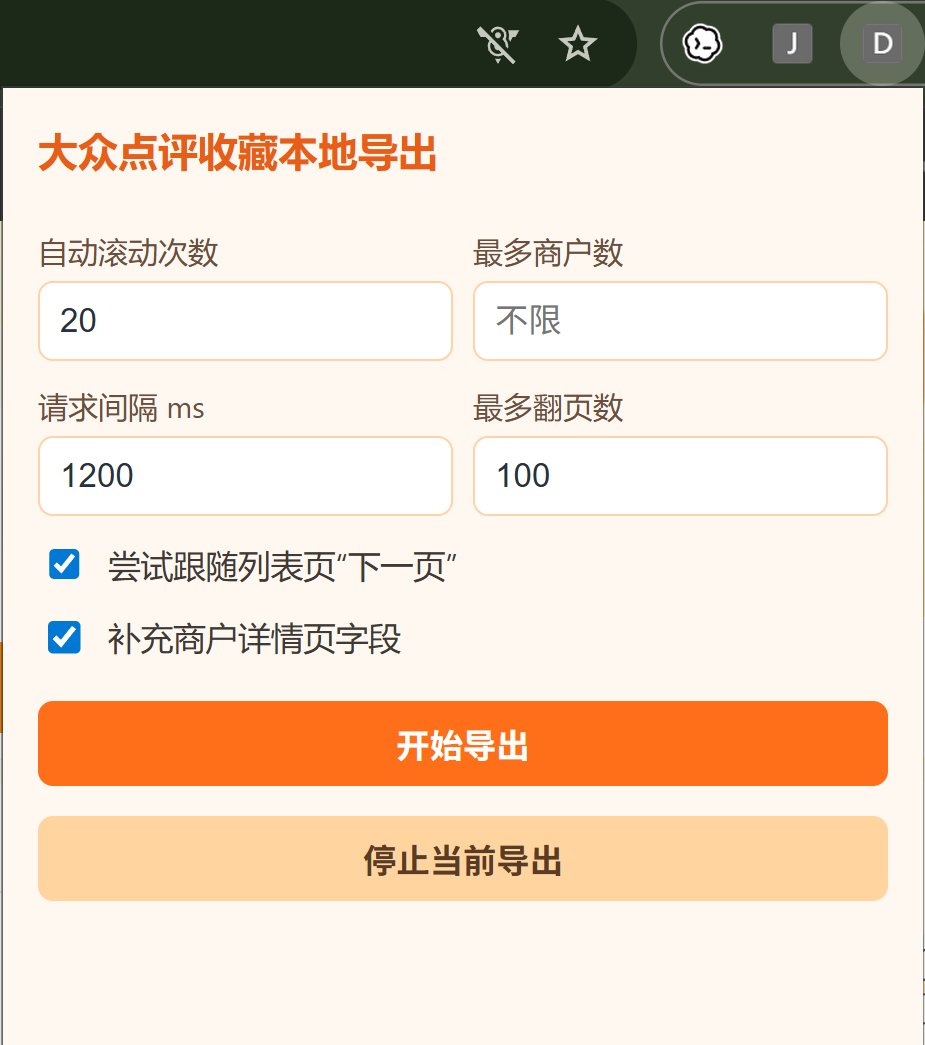 J
D
大众点评收藏本地导出
自动滚动次数 最多商户数
20 不限
请求间隔 ms 最多翻页数
1200 100
尝试跟随列表页“下一页”
补充商户详情页字段
开始导出
停止当前导出